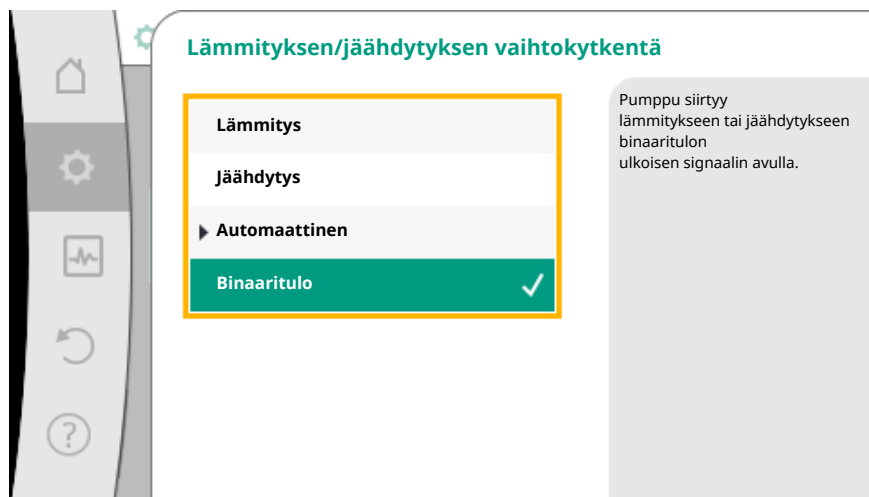 Lämmityksen/jäähdytyksen vaihtokytkentä
Lämmitys
Jäähdytys
Automaattinen
Binaaritulo
Pumppu siirtyy
lämmitykseen tai jäähdytykseen
binaaritulon
ulkoisen signaalin avulla.
?